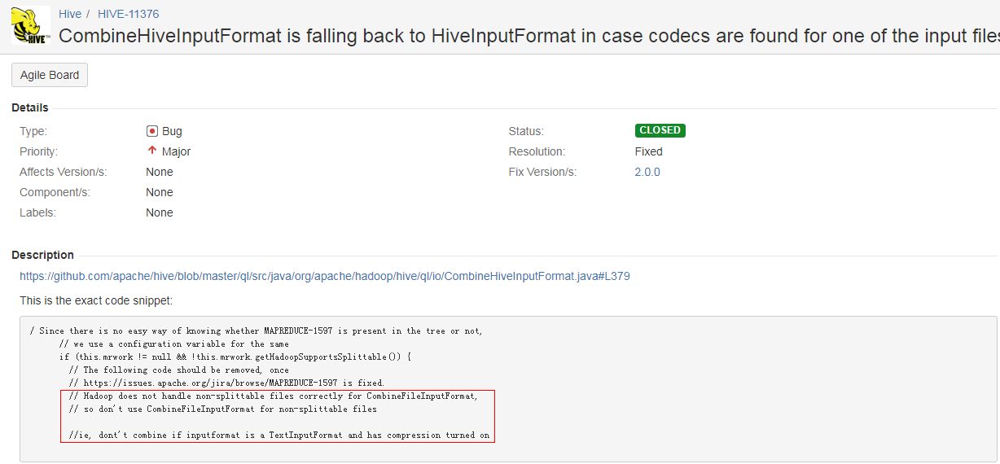 HIVE
Hive / HIVE-11376
CombineHiveInputFormat is falling back to HiveInputFormat in case codecs are found for one of the input files
Agile Board
Details
Type: Bug Status: CLOSED
Priority: Major Resolution: Fixed
Affects Version/s: None Fix Version/s: 2.0.0
Component/s: None
Labels: None
Description
https://github.com/apache/hive/blob/master/ql/src/java/org/apache/hadoop/hive/ql/io/CombineHiveInputFormat.java#L379
This is the exact code snippet:
/ Since there is no easy way of knowing whether MAPREDUCE-1597 is present in the tree or not,
// we use a configuration variable for the same
if (this.mrwork != null && !this.mrwork.getHadoopSupportsSplittable()) {
// The following code should be removed, once
// https://issues.apache.org/jira/browse/MAPREDUCE-1597 is fixed.
// Hadoop does not handle non-splittable files correctly for CombineFileInputFormat,
// so don't use CombineFileInputFormat for non-splittable files
//ie, dont't combine if inputformat is a TextInputFormat and has compression turned on